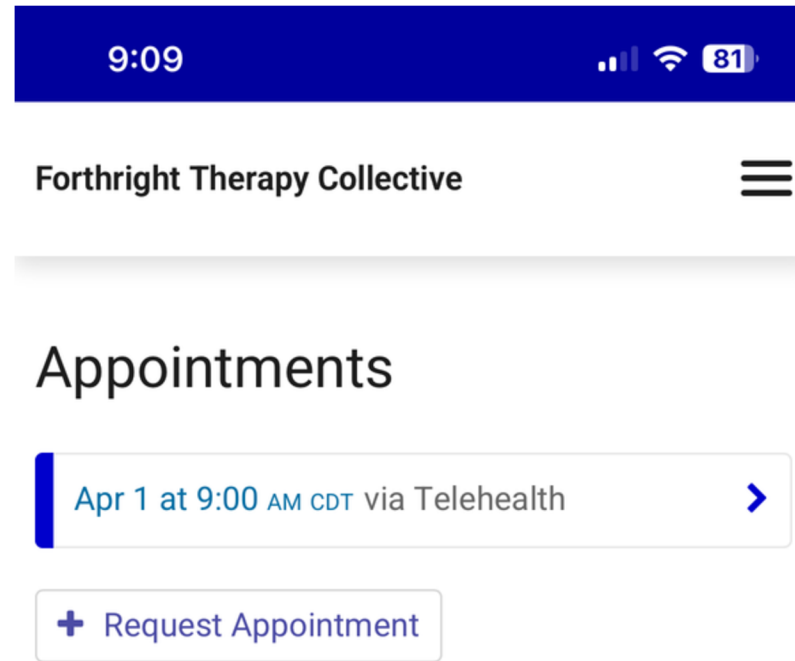 9:09
81
Forthright Therapy Collective
Appointments
Apr 1 at 9:00 AM CDT via Telehealth
+ Request Appointment